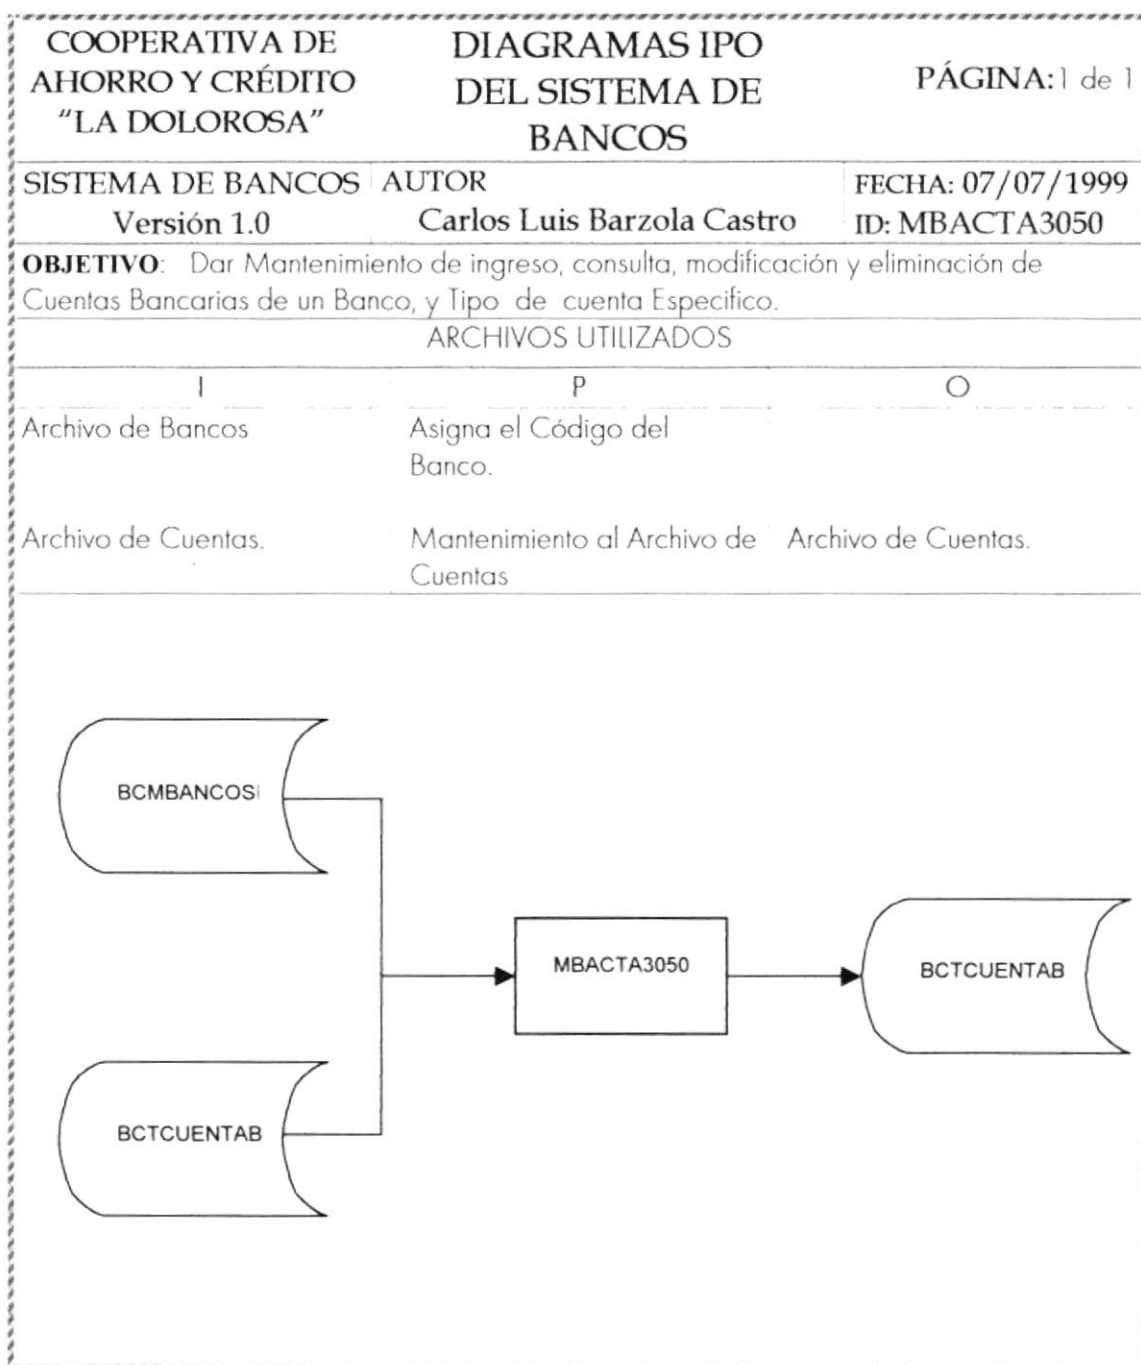 COOPERATIVA DE
AHORRO Y CRÉDITO
"LA DOLOROSA"
DIAGRAMAS IPO
DEL SISTEMA DE
BANCOS
PÁGINA: 1 de 1
SISTEMA DE BANCOS
Versión 1.0
AUTOR
Carlos Luis Barzola Castro
FECHA: 07/07/1999
ID: MBACTA3050
OBJETIVO: Dar Mantenimiento de ingreso, consulta, modificación y eliminación de
Cuentas Bancarias de un Banco, y Tipo de cuenta Especifico.
ARCHIVOS UTILIZADOS
I P O
Archivo de Bancos
Asigna el Código del
Banco.
Archivo de Cuentas.
Mantenimiento al Archivo de
Cuentas
Archivo de Cuentas.
BCMBANCOS
MBACTA3050
BCTCUENTAB
BCTCUENTAB